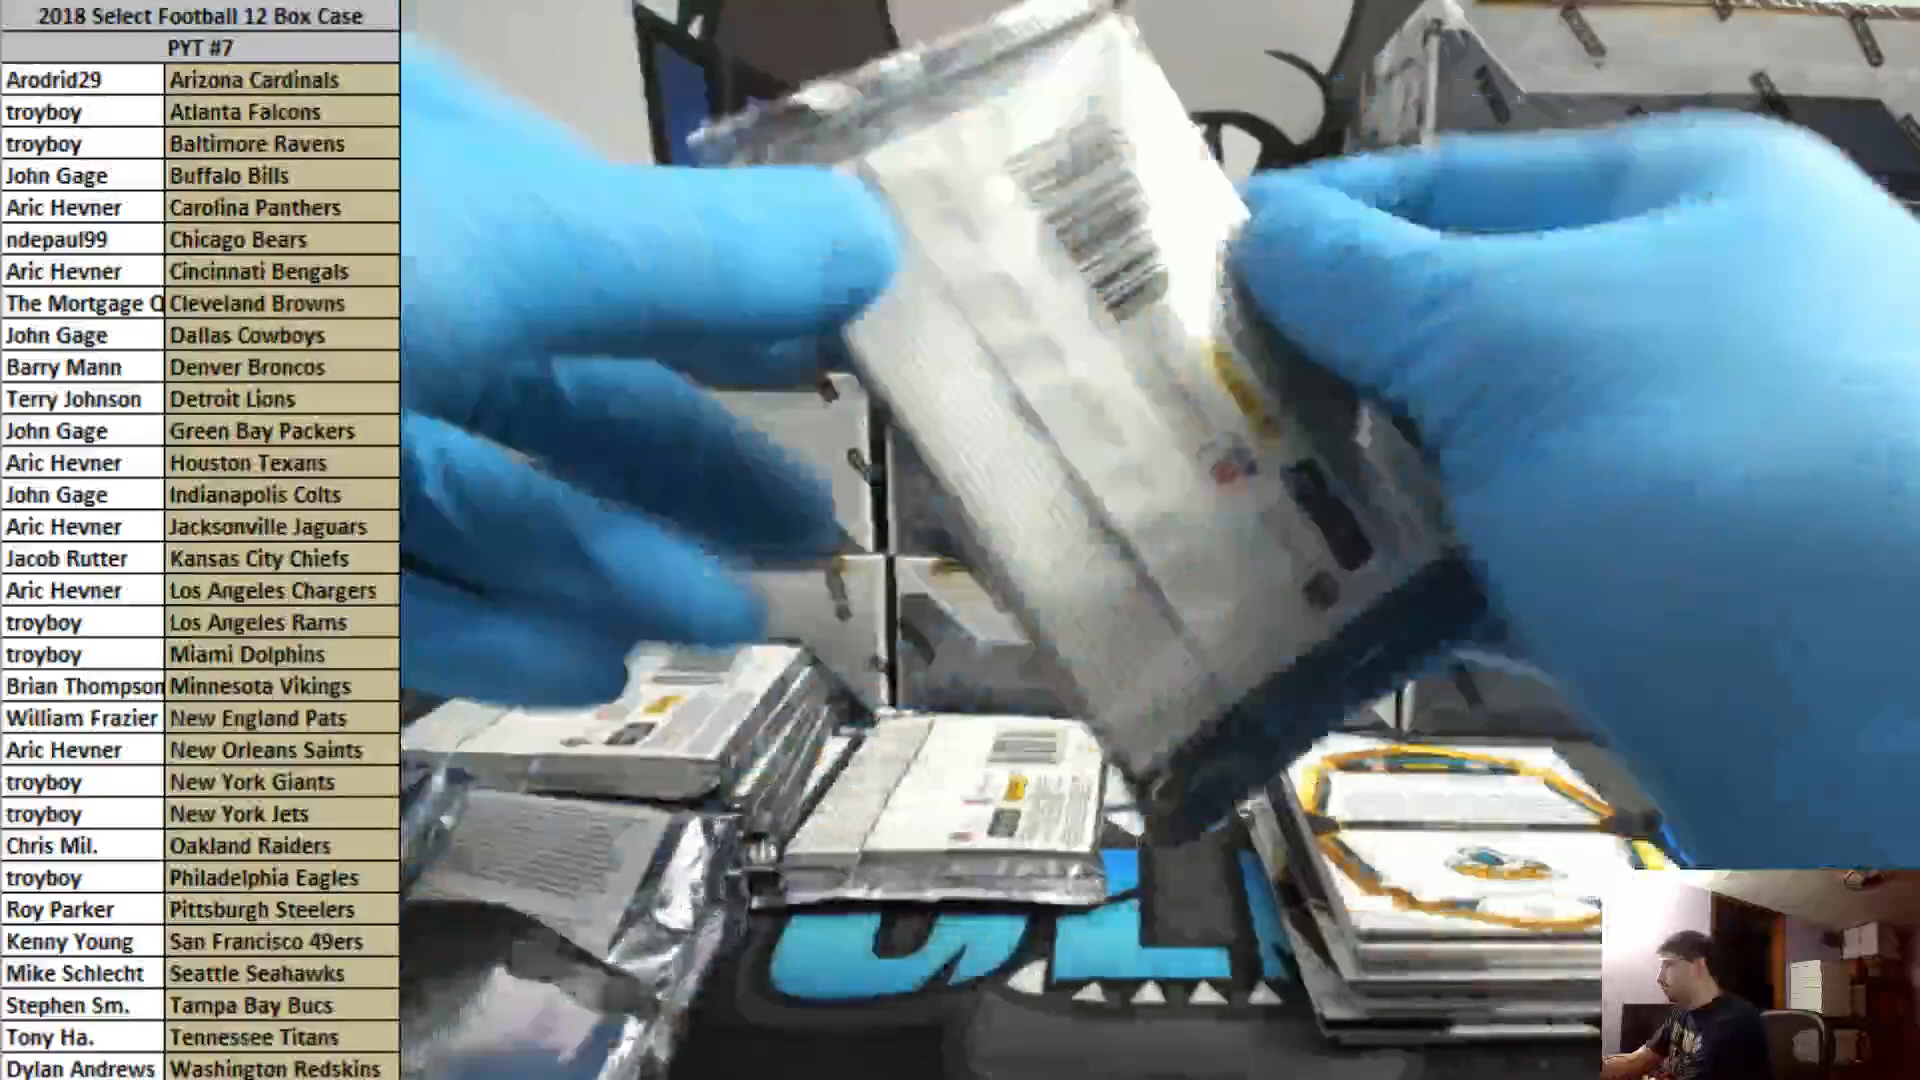 2018 Select Football 12 Box Case
PYT #7
Arodrid29 Arizona Cardinals
troyboy Atlanta Falcons
troyboy Baltimore Ravens
John Gage Buffalo Bills
Aric Hevner Carolina Panthers
ndepaul99 Chicago Bears
Aric Hevner Cincinnati Bengals
The Mortgage Cleveland Browns
John Gage Dallas Cowboys
Barry Mann Denver Broncos
Terry Johnson Detroit Lions
John Gage Green Bay Packers
Aric Hevner Houston Texans
John Gage Indianapolis Colts
Aric Hevner Jacksonville Jaguars
Jacob Rutter Kansas City Chiefs
Aric Hevner Los Angeles Chargers
troyboy Los Angeles Rams
troyboy Miami Dolphins
Brian Thompson Minnesota Vikings
William Frazier New England Pats
Aric Hevner New Orleans Saints
troyboy New York Giants
troyboy New York Jets
Chris Mil. Oakland Raiders
troyboy Philadelphia Eagles
Roy Parker Pittsburgh Steelers
Kenny Young San Francisco 49ers
Mike Schlecht Seattle Seahawks
Stephen Sm. Tampa Bay Bucs
Tony Ha. Tennessee Titans
Dylan Andrews Washington Redskins